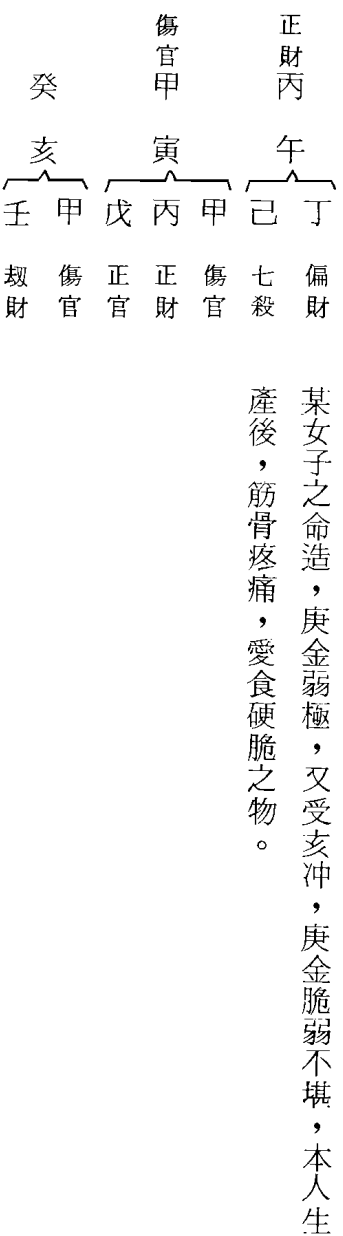 正財 丙 午 丁 偏財 己 七殺
傷官 甲 寅 甲 傷官 丙 正財 戊 正官
癸 亥 甲 傷官 壬 刼財
某女子之命造，庚金弱極，又受亥冲，庚金脆弱不堪，本人生
產後，筋骨疼痛，愛食硬脆之物。